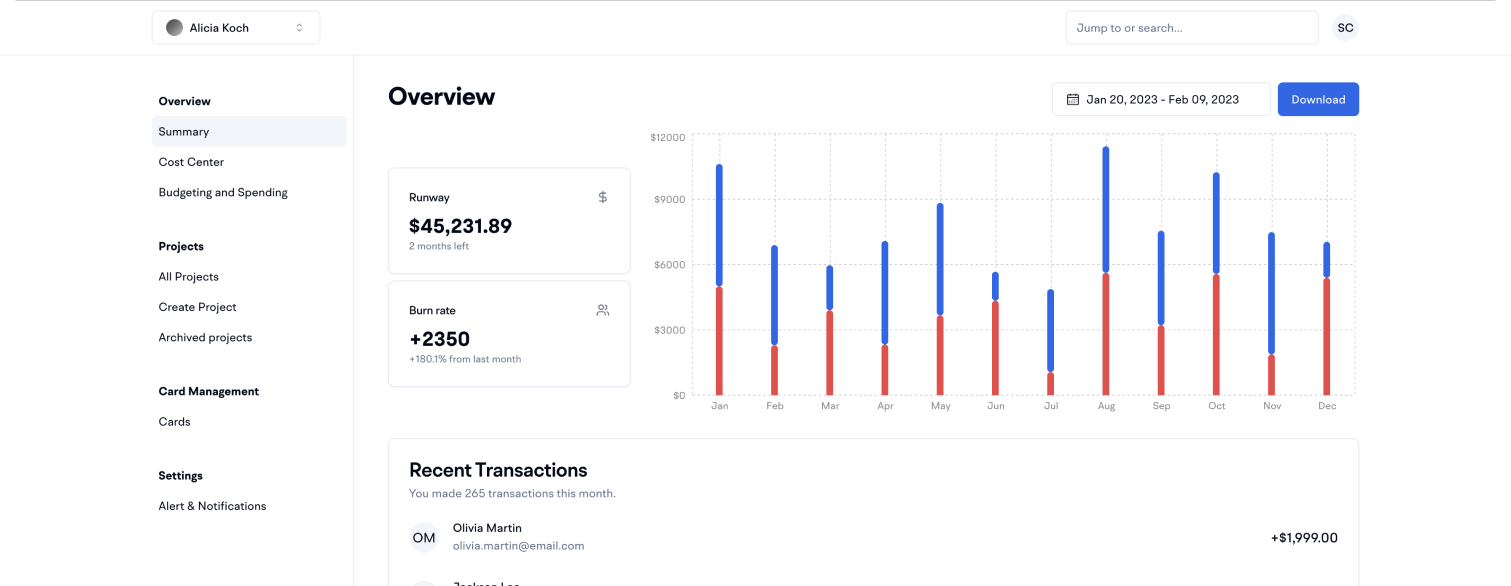 Alicia Koch
Jump to or search...
SC
Overview
Summary
Cost Center
Budgeting and Spending
Projects
All Projects
Create Project
Archived projects
Card Management
Cards
Settings
Alert & Notifications
Overview
Jan 20, 2023 - Feb 09, 2023
Download
Runway
$
$45,231.89
2 months left
Burn rate
+2350
+180.1% from last month
$12000
$9000
$6000
$3000
$0
Jan Feb Mar Apr May Jun Jul Aug Sep Oct Nov Dec
Recent Transactions
You made 265 transactions this month.
OM
Olivia Martin
olivia.martin@email.com
+$1,999.00